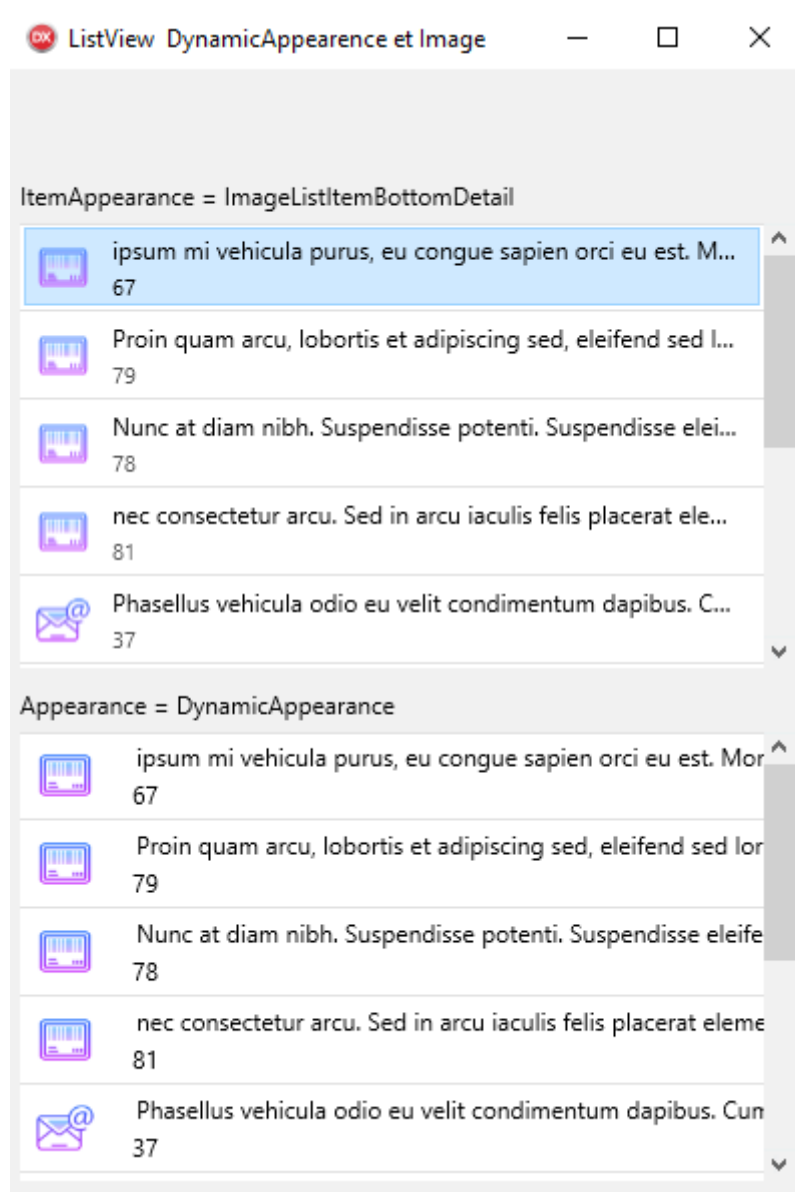 DX ListView DynamicAppearence et Image
ItemAppearance = ImageListItemBottomDetail
ipsum mi vehicula purus, eu congue sapien orci eu est. M...
67
Proin quam arcu, lobortis et adipiscing sed, eleifend sed l...
79
Nunc at diam nibh. Suspendisse potenti. Suspendisse elei...
78
nec consectetur arcu. Sed in arcu iaculis felis placerat ele...
81
Phasellus vehicula odio eu velit condimentum dapibus. C...
37
Appearance = DynamicAppearance
ipsum mi vehicula purus, eu congue sapien orci eu est. Mor
67
Proin quam arcu, lobortis et adipiscing sed, eleifend sed lor
79
Nunc at diam nibh. Suspendisse potenti. Suspendisse eleife
78
nec consectetur arcu. Sed in arcu iaculis felis placerat eleme
81
Phasellus vehicula odio eu velit condimentum dapibus. Cum
37